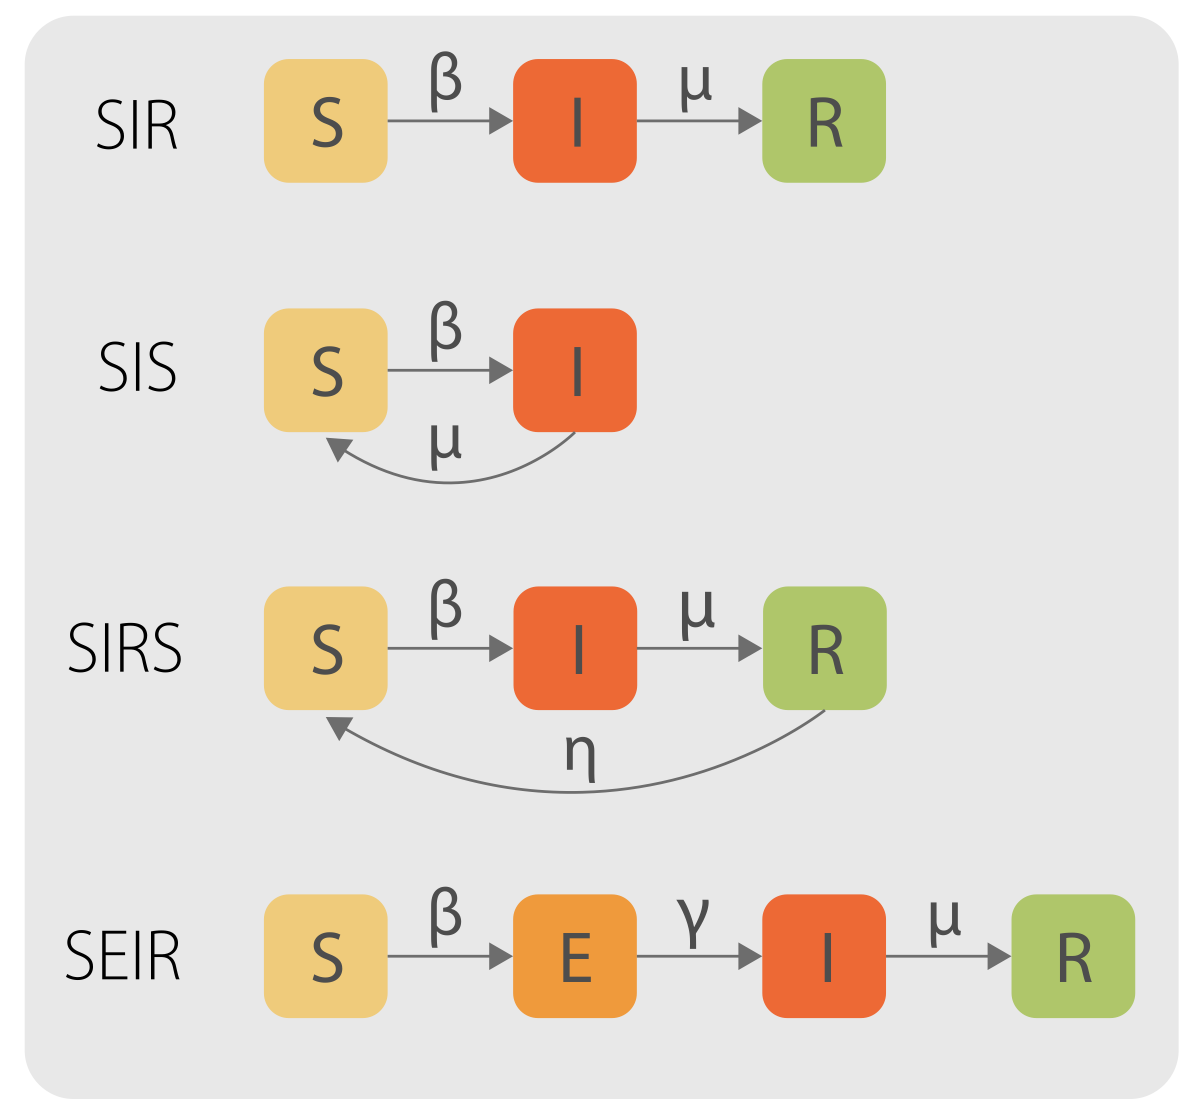 β μ
SIR S I R
β
SIS S I
μ
β μ
SIRS S I R
η
β γ μ
SEIR S E I R